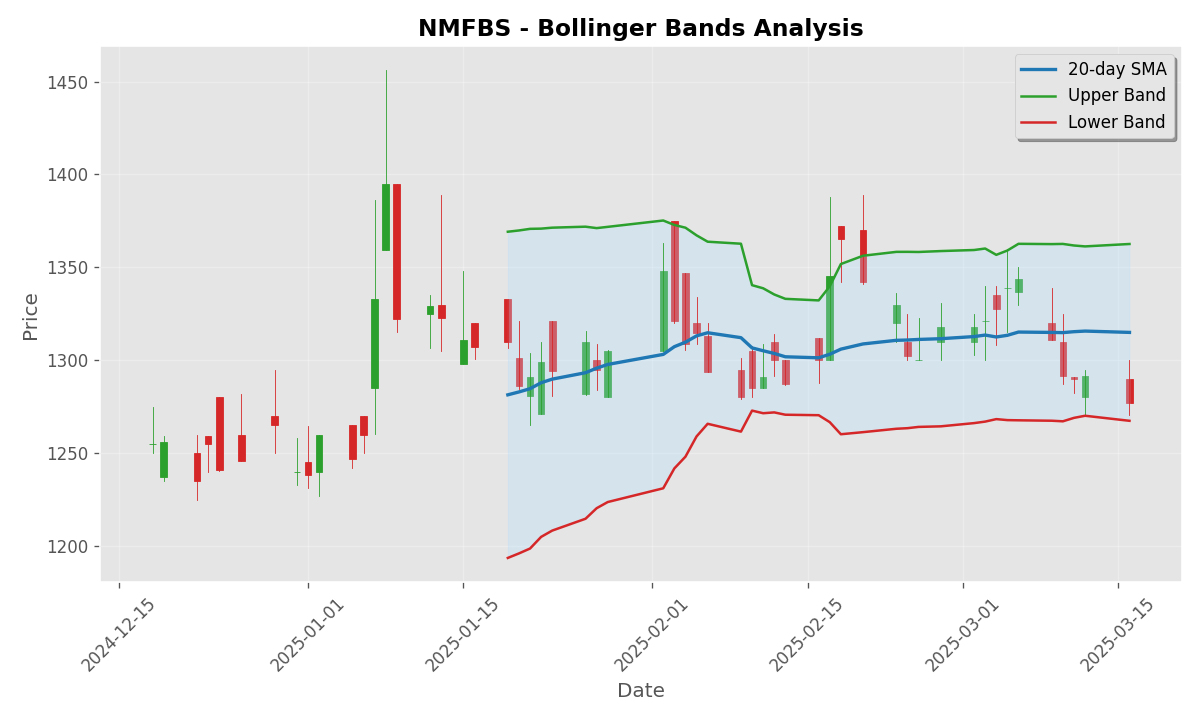 NMFBS - Bollinger Bands Analysis
20-day SMA
Upper Band
Lower Band
Price
1450
1400
1350
1300
1250
1200
2024-12-15
2025-01-01
2025-01-15
2025-02-01
2025-02-15
2025-03-01
2025-03-15
Date